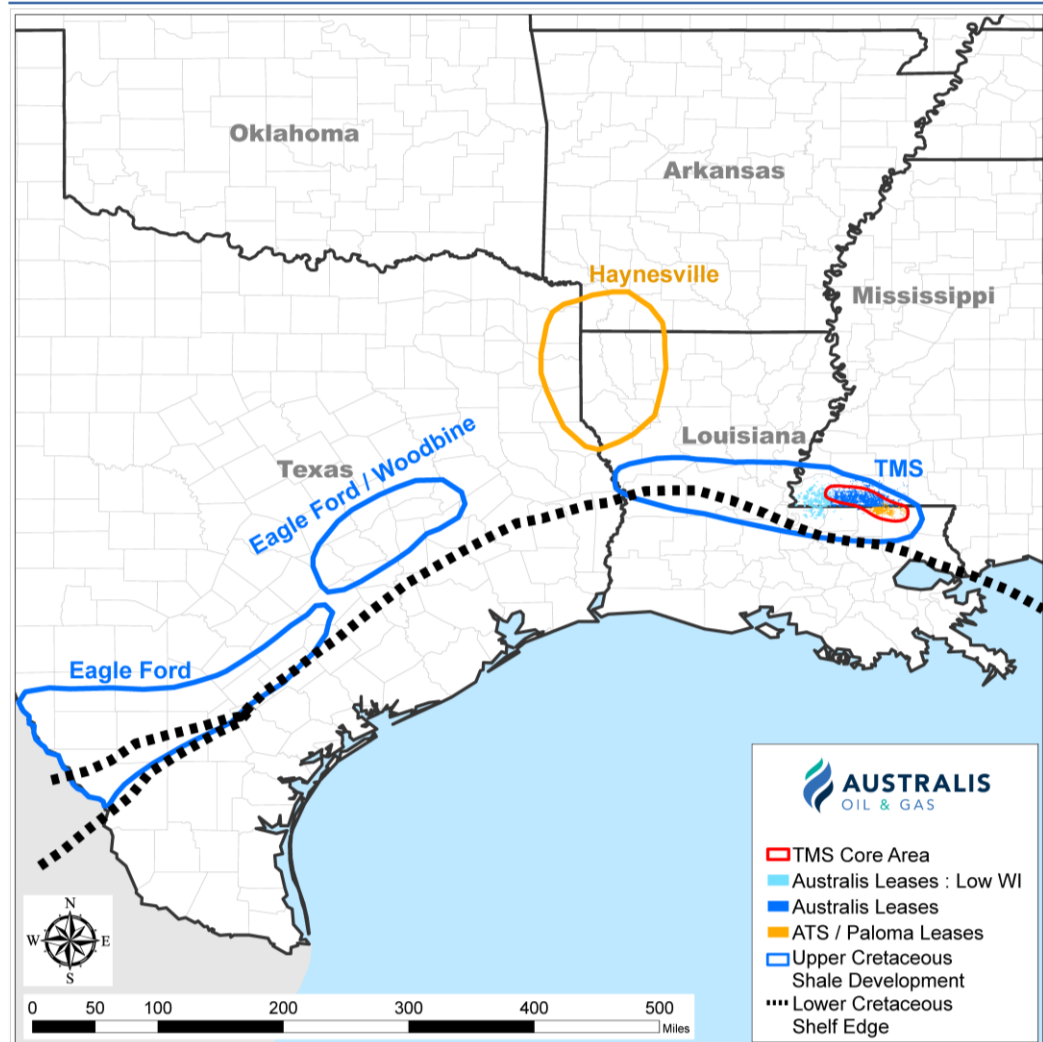 Oklahoma
Arkansas
Haynesville
Mississippi
Louisiana
TMS
Texas
Eagle Ford / Woodbine
Eagle Ford
AUSTRALIS
OIL & GAS
TMS Core Area
Australis Leases : Low WI
Australis Leases
ATS / Paloma Leases
Upper Cretaceous
Shale Development
Lower Cretaceous
Shelf Edge
N
W E
S
0 50 100 200 300 400 500
Miles